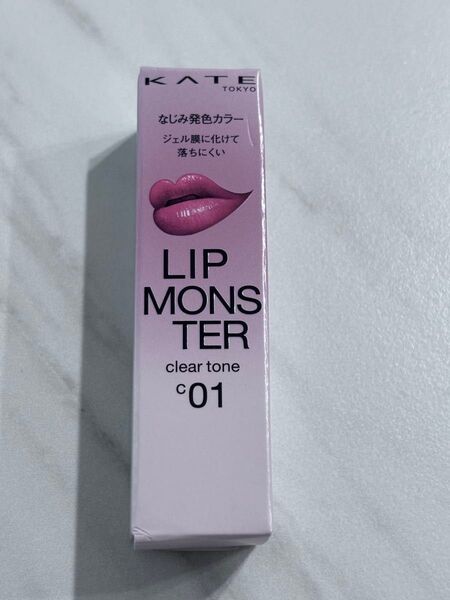 KATE
TOKYO
なじみ発色カラー
ジェル膜に化けて
落ちにくい
LIP
MONS
TER
clear tone
c01